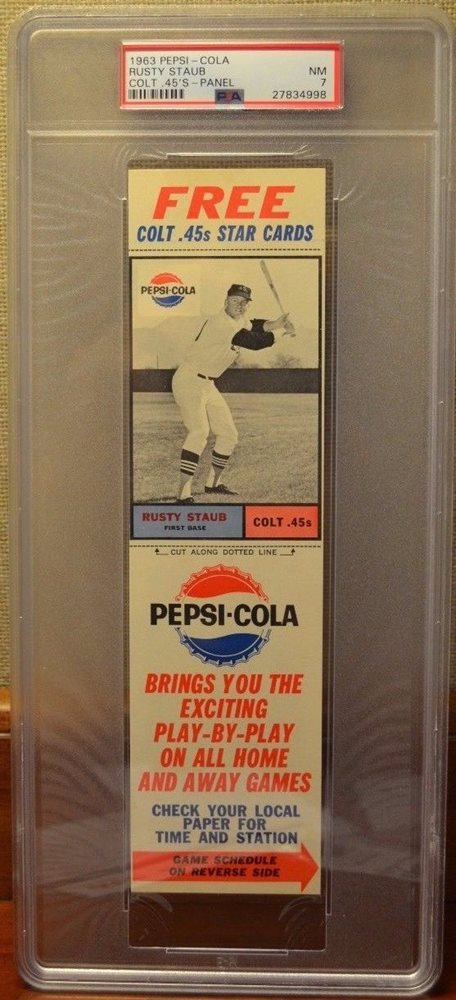 1963 PEPSI-COLA
RUSTY STAUB NM
COLT .45'S-PANEL 7
PSA 27834998
FREE
COLT .45s STAR CARDS
PEPSI-COLA
RUSTY STAUB
FIRST BASE
COLT .45s
CUT ALONG DOTTED LINE
PEPSI-COLA
BRINGS YOU THE
EXCITING
PLAY-BY-PLAY
ON ALL HOME
AND AWAY GAMES
CHECK YOUR LOCAL
PAPER FOR
TIME AND STATION
GAME SCHEDULE
ON REVERSE SIDE